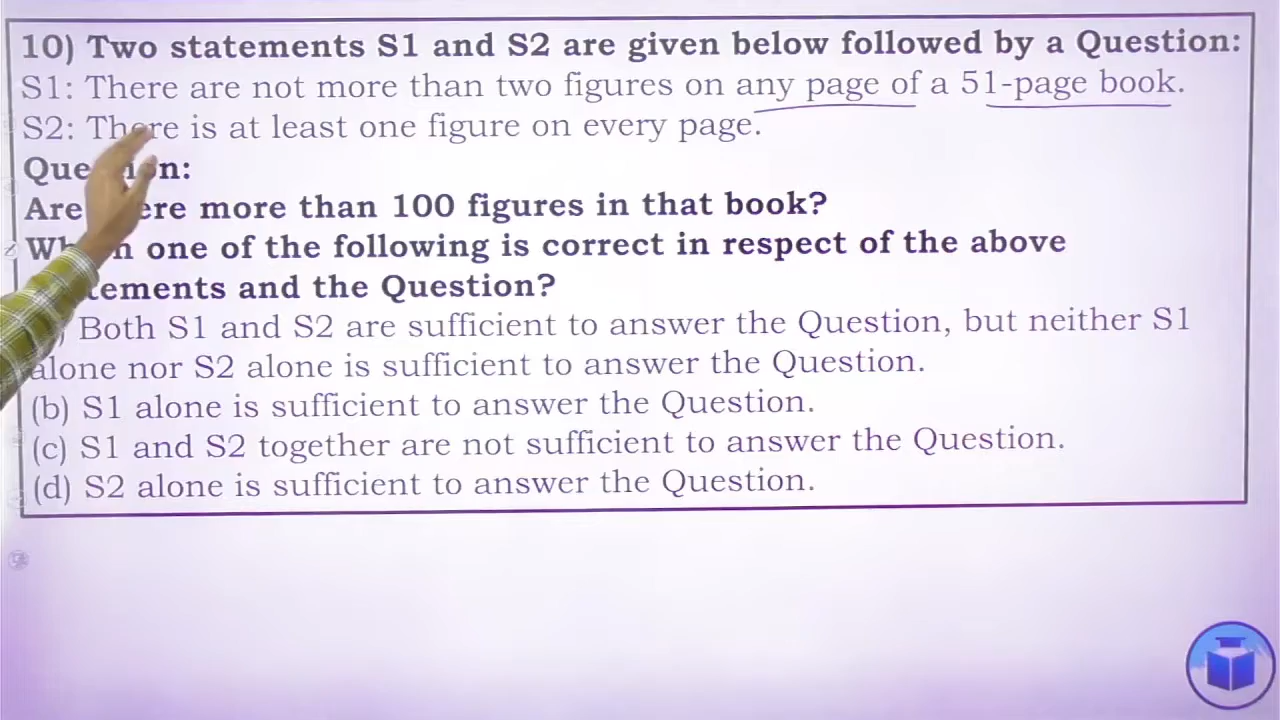 10) Two statements S1 and S2 are given below followed by a Question:
S1: There are not more than two figures on any page of a 51-page book.
S2: There is at least one figure on every page.
Question:
Are there more than 100 figures in that book?
Which one of the following is correct in respect of the above
statements and the Question?
Both S1 and S2 are sufficient to answer the Question, but neither S1
alone nor S2 alone is sufficient to answer the Question.
(b) S1 alone is sufficient to answer the Question.
(c) S1 and S2 together are not sufficient to answer the Question.
(d) S2 alone is sufficient to answer the Question.